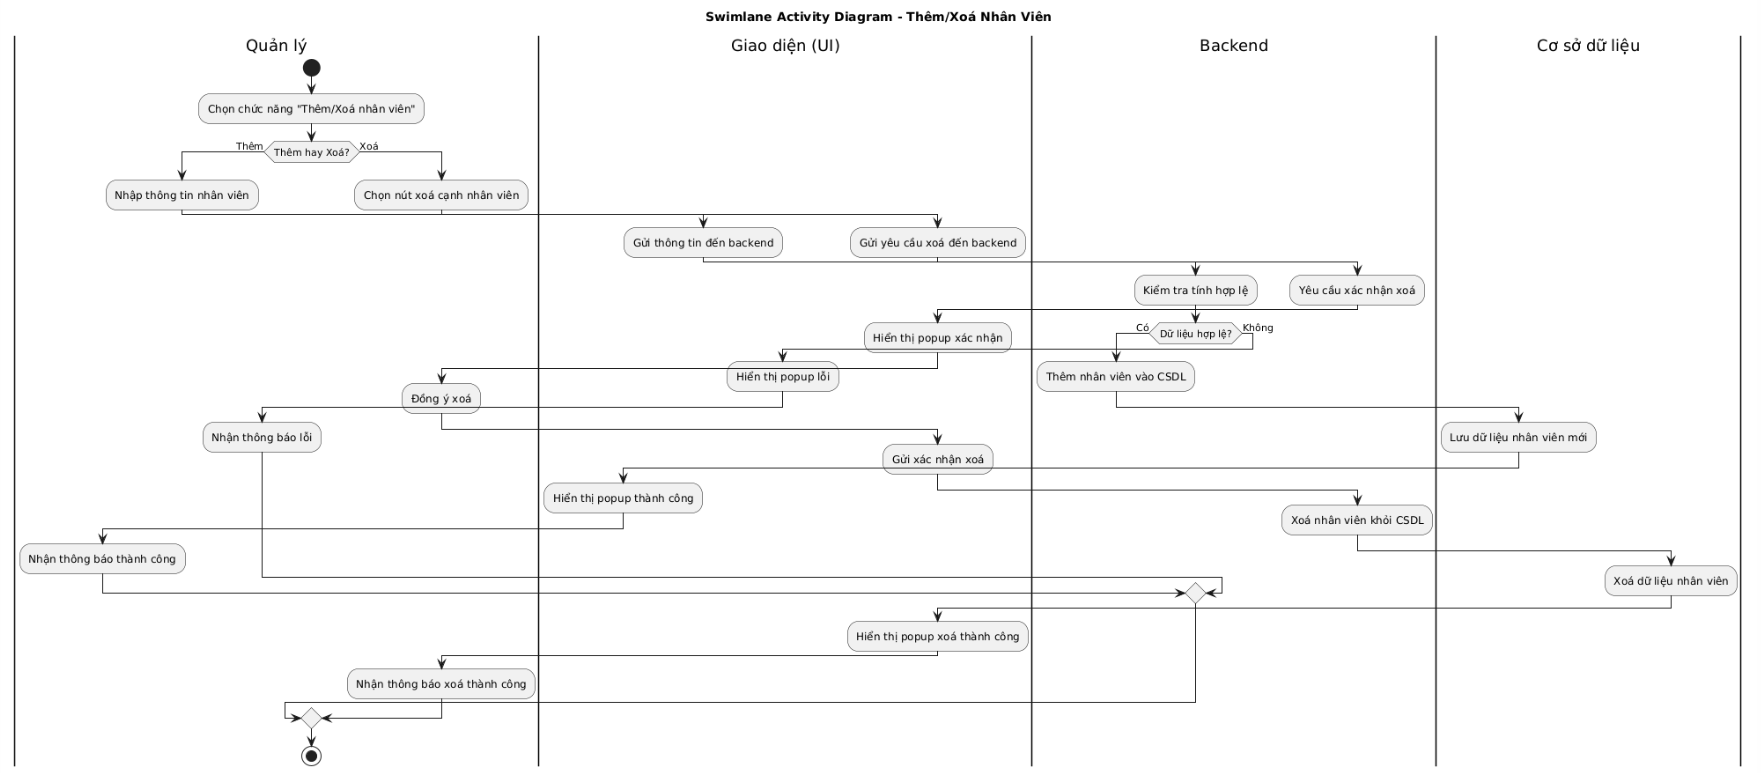 Swimlane Activity Diagram - Thêm/Xoá Nhân Viên
Quản lý
Giao diện (UI)
Backend
Cơ sở dữ liệu
Chọn chức năng "Thêm/Xoá nhân viên"
Thêm
Thêm hay Xoá?
Xoá
Nhập thông tin nhân viên
Chọn nút xoá cạnh nhân viên
Gửi thông tin đến backend
Gửi yêu cầu xoá đến backend
Kiểm tra tính hợp lệ
Yêu cầu xác nhận xoá
Hiển thị popup xác nhận
Có
Dữ liệu hợp lệ?
Không
Hiển thị popup lỗi
Thêm nhân viên vào CSDL
Đồng ý xoá
Nhận thông báo lỗi
Lưu dữ liệu nhân viên mới
Gửi xác nhận xoá
Hiển thị popup thành công
Xoá nhân viên khỏi CSDL
Nhận thông báo thành công
Xoá dữ liệu nhân viên
Hiển thị popup xoá thành công
Nhận thông báo xoá thành công